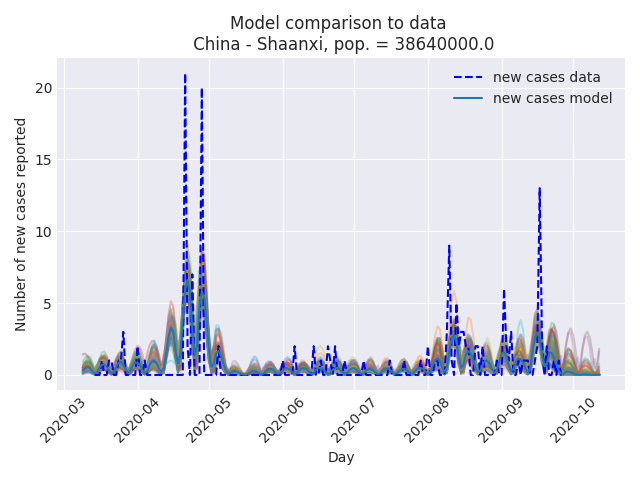 Model comparison to data
China - Shaanxi, pop. = 38640000.0
new cases data
new cases model
Number of new cases reported
20
15
10
5
0
2020-03
2020-04
2020-05
2020-06
2020-07
2020-08
2020-09
2020-10
Day